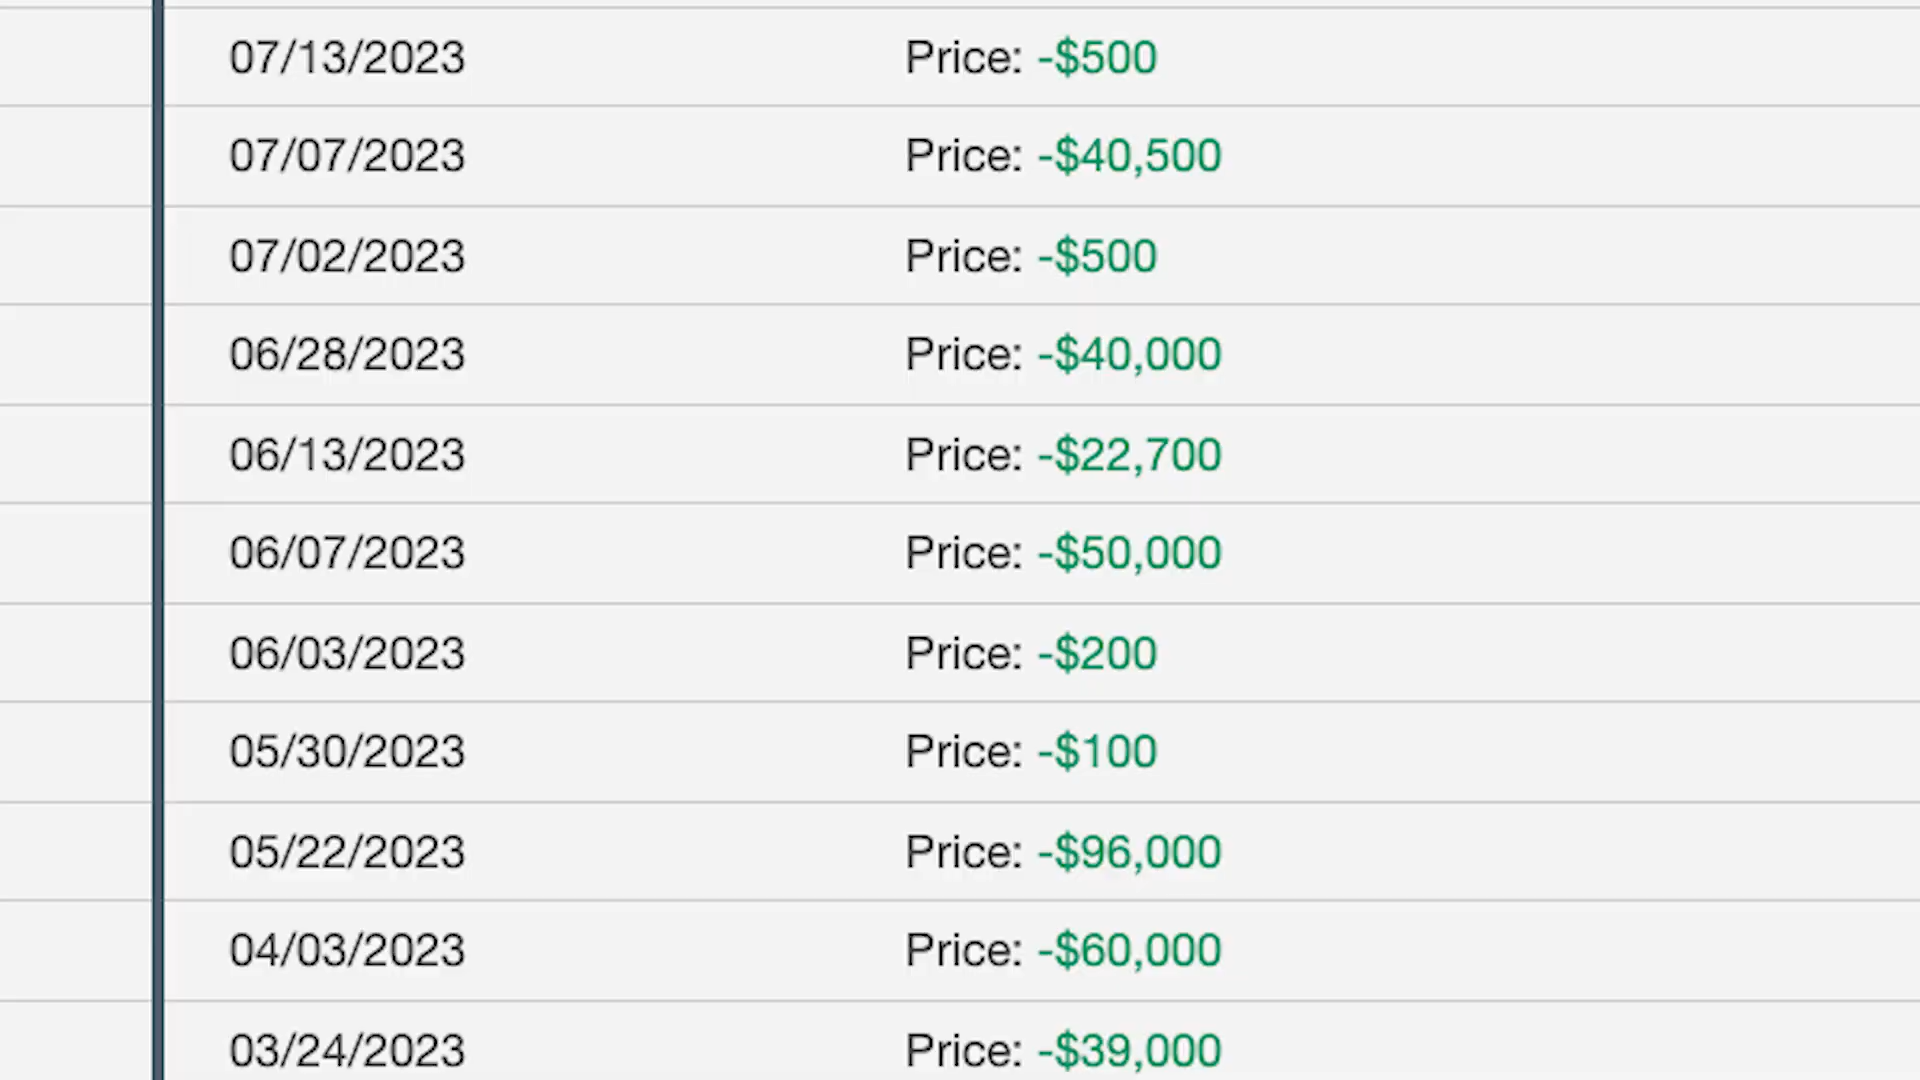 07/13/2023 Price: -$500
07/07/2023 Price: -$40,500
07/02/2023 Price: -$500
06/28/2023 Price: -$40,000
06/13/2023 Price: -$22,700
06/07/2023 Price: -$50,000
06/03/2023 Price: -$200
05/30/2023 Price: -$100
05/22/2023 Price: -$96,000
04/03/2023 Price: -$60,000
03/24/2023 Price: -$39,000